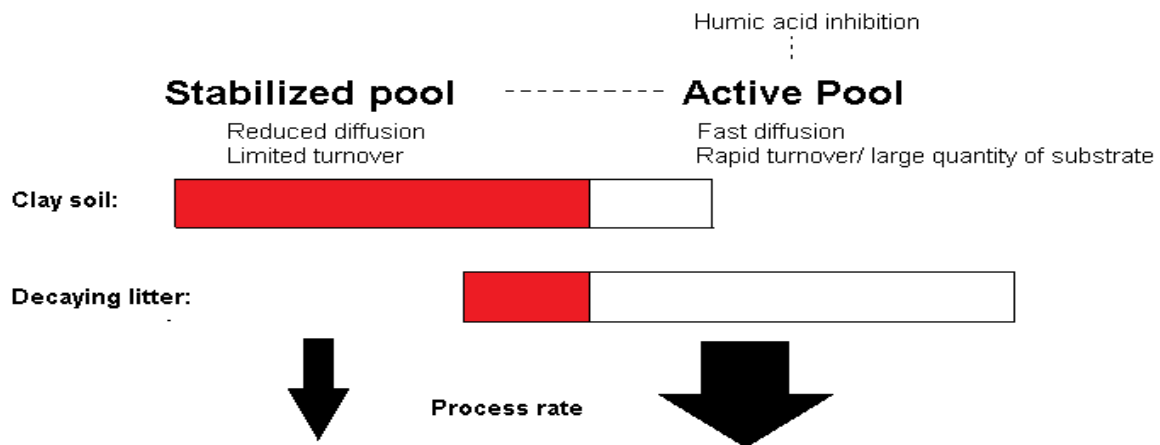 Humic acid inhibition
Stabilized pool
Active Pool
Reduced diffusion
Limited turnover
Fast diffusion
Rapid turnover/ large quantity of substrate
Clay soil:
Decaying litter:
Process rate